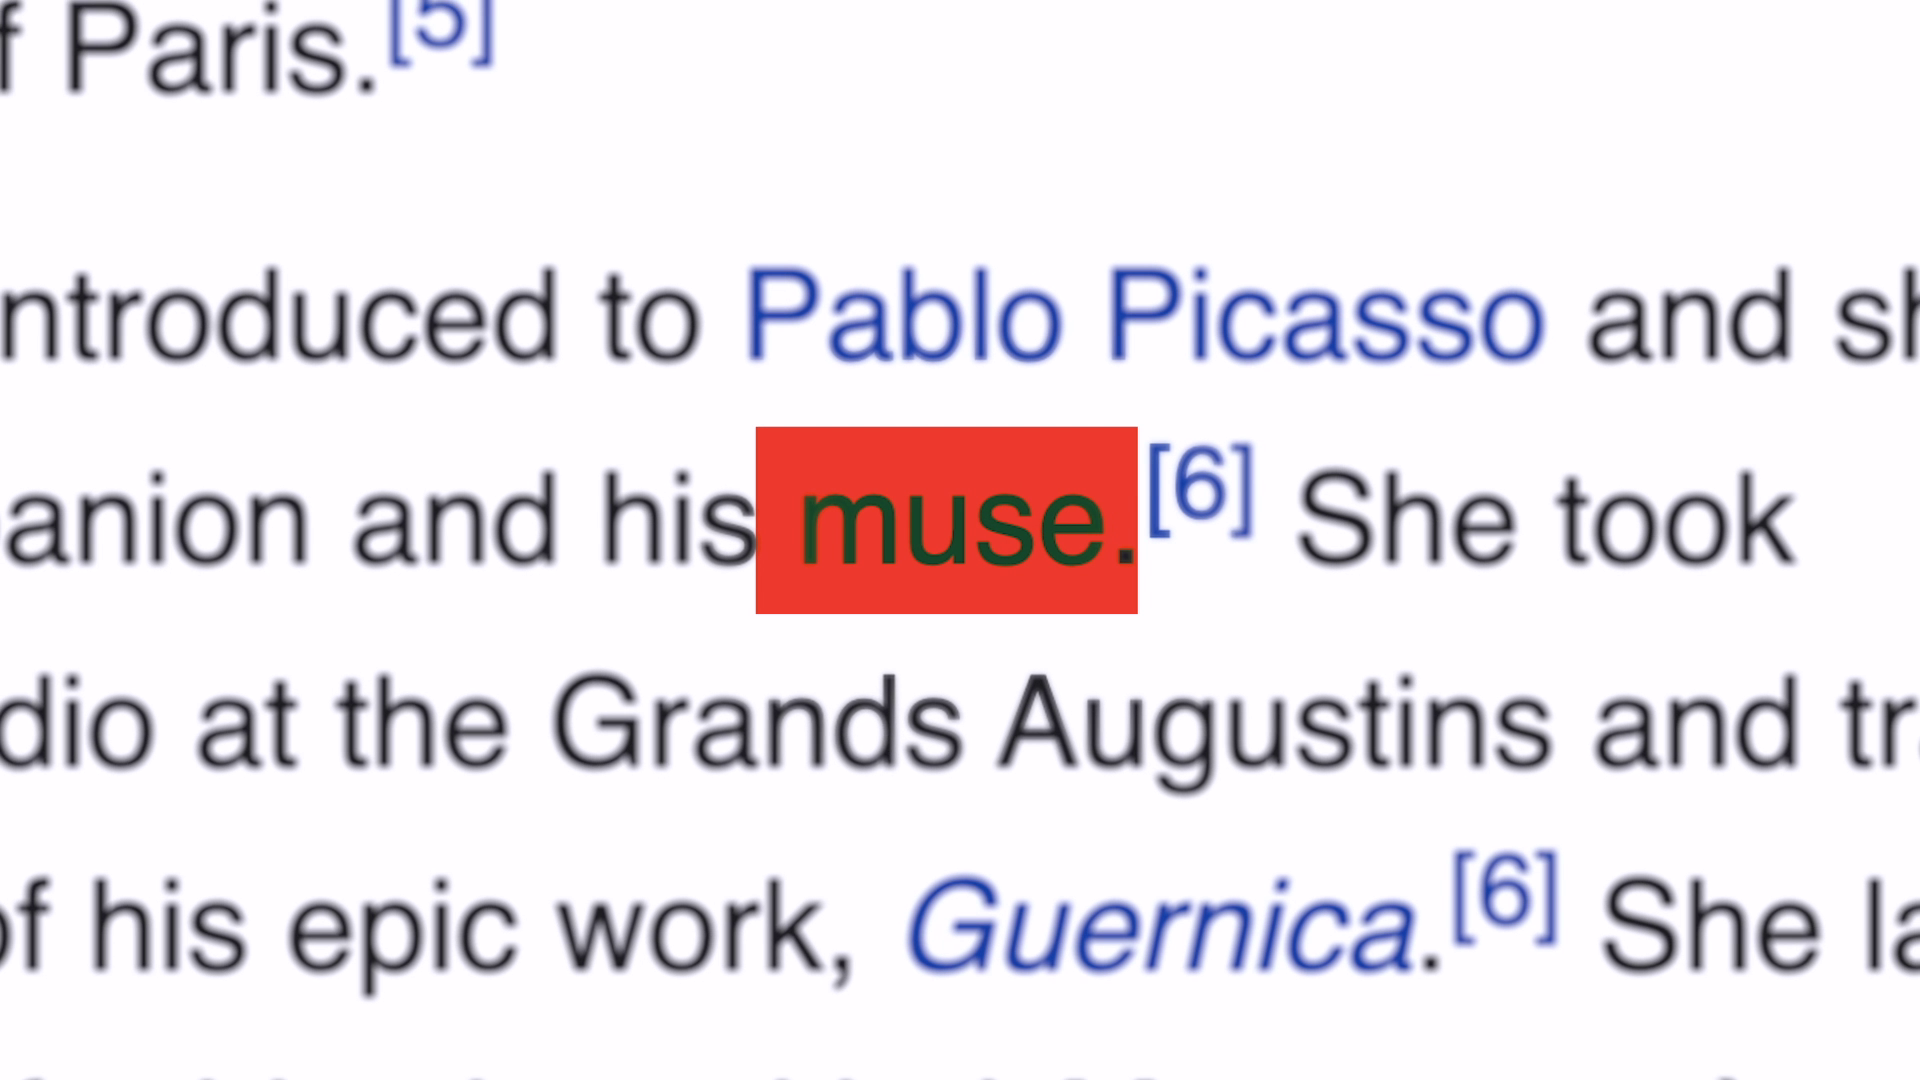 f Paris.[5]
ntroduced to Pablo Picasso and sh
anion and his muse.[6] She took
dio at the Grands Augustins and tr
of his epic work, Guernica.[6] She la